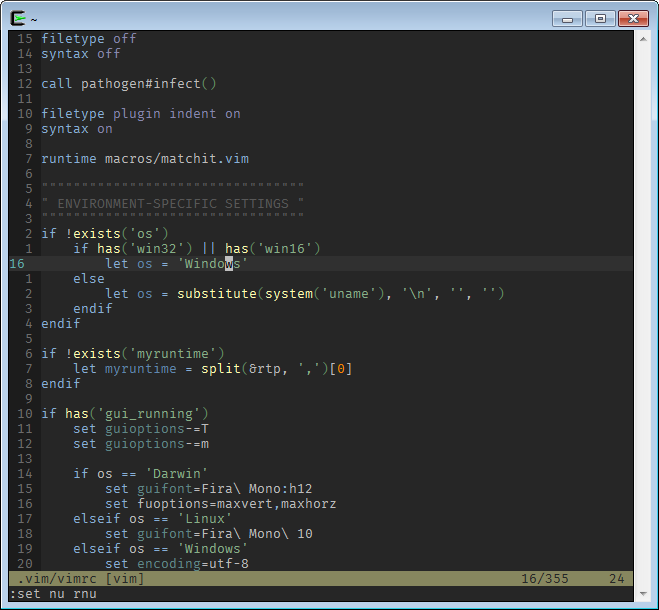 ~
15 filetype off
14 syntax off
13
12 call pathogen#infect()
11
10 filetype plugin indent on
9 syntax on
8
7 runtime macros/matchit.vim
6
5 """""""""""""""""""""""""""""""""
4 " ENVIRONMENT-SPECIFIC SETTINGS "
3 """""""""""""""""""""""""""""""""
2 if !exists('os')
1     if has('win32') || has('win16')
16         let os = 'Windows'
1     else
2         let os = substitute(system('uname'), '\n', '', '')
3     endif
4 endif
5
6 if !exists('myruntime')
7     let myruntime = split(&rtp, ',')[0]
8 endif
9
10 if has('gui_running')
11     set guioptions-=T
12     set guioptions-=m
13
14     if os == 'Darwin'
15         set guifont=Fira\ Mono:h12
16         set fuoptions=maxvert,maxhorz
17     elseif os == 'Linux'
18         set guifont=Fira\ Mono\ 10
19     elseif os == 'Windows'
20         set encoding=utf-8
.vim/vimrc [vim] 16/355 24
:set nu rnu